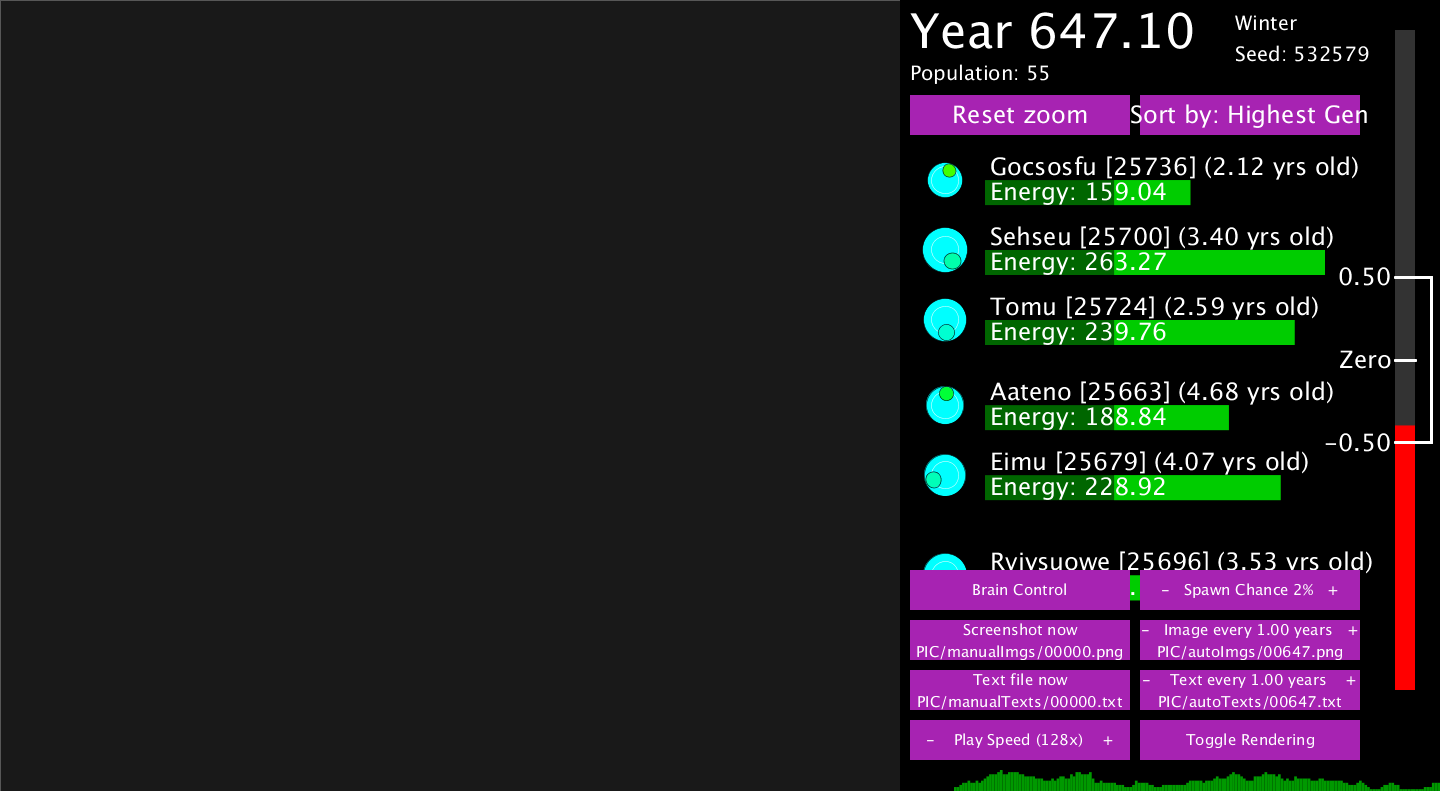 Year 647.10
Winter
Seed: 532579
Population: 55
Reset zoom
Sort by: Highest Gen
Gocsosfu [25736] (2.12 yrs old)
Energy: 159.04
Sehseu [25700] (3.40 yrs old)
Energy: 263.27
0.50
Tomu [25724] (2.59 yrs old)
Energy: 239.76
Zero
Aateno [25663] (4.68 yrs old)
Energy: 188.84
-0.50
Eimu [25679] (4.07 yrs old)
Energy: 228.92
Ryiysuowe [25696] (3.53 yrs old)
Brain Control
- Spawn Chance 2% +
Screenshot now
PIC/manualImgs/00000.png
- Image every 1.00 years +
PIC/autoImgs/00647.png
Text file now
PIC/manualTexts/00000.txt
- Text every 1.00 years +
PIC/autoTexts/00647.txt
- Play Speed (128x) +
Toggle Rendering